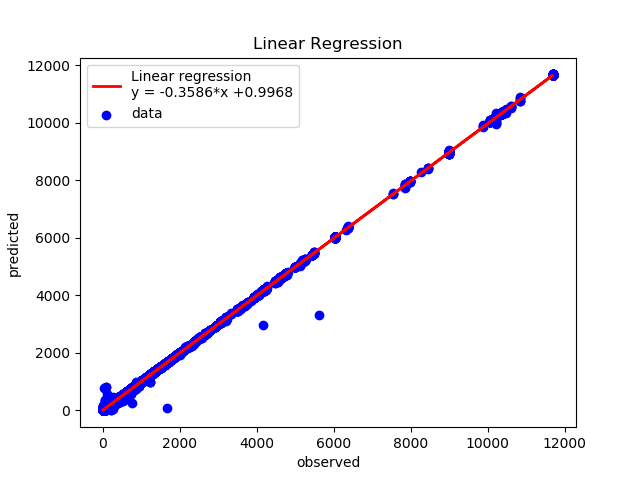 Linear Regression
Linear regression
y = -0.3586*x +0.9968
data
12000
10000
8000
6000
4000
2000
0
predicted
0
2000
4000
6000
8000
10000
12000
observed